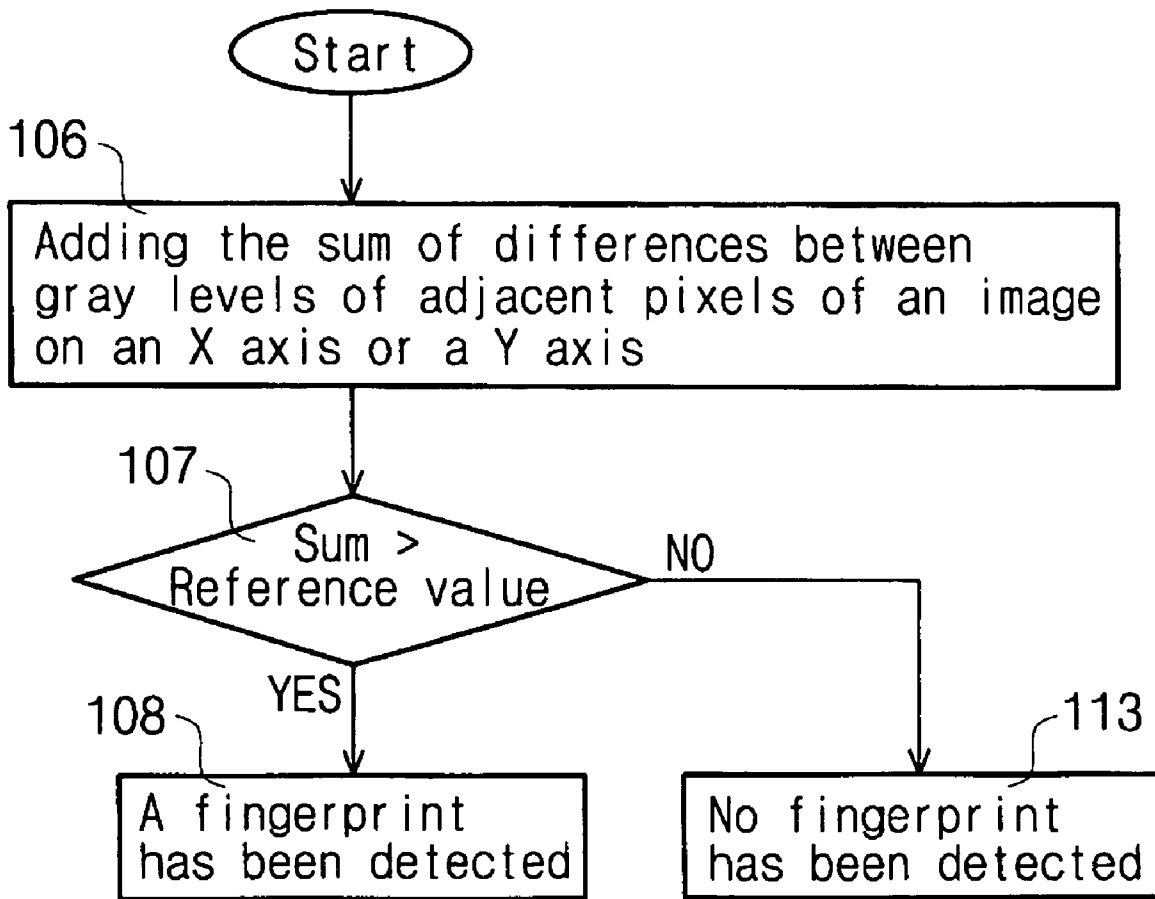 Start
106
Adding the sum of differences between
gray levels of adjacent pixels of an image
on an X axis or a Y axis
107
Sum >
Reference value
NO
YES
108
113
A fingerprint
has been detected
No fingerprint
has been detected